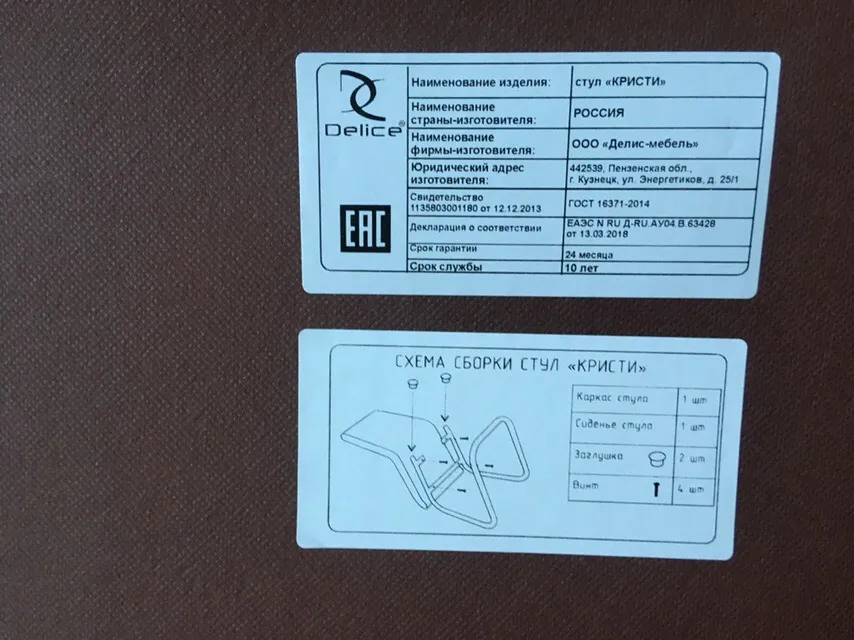 Delice®
EAC
Наименование изделия: стул «КРИСТИ»
Наименование
страны-изготовителя: РОССИЯ
Наименование
фирмы-изготовителя: ООО «Делис-мебель»
Юридический адрес
изготовителя:
442539, Пензенская обл.,
г. Кузнецк, ул. Энергетиков, д. 25/1
Свидетельство
1135803001180 от 12.12.2013
ГОСТ 16371-2014
Декларация о соответствии
ЕАЭС N RU Д-RU.АУ04.В.63428
от 13.03.2018
Срок гарантии 24 месяца
Срок службы 10 лет
СХЕМА СБОРКИ СТУЛ «КРИСТИ»
Каркас стула 1 шт
Сиденье стула 1 шт
Заглушка 2 шт
Винт 4 шт